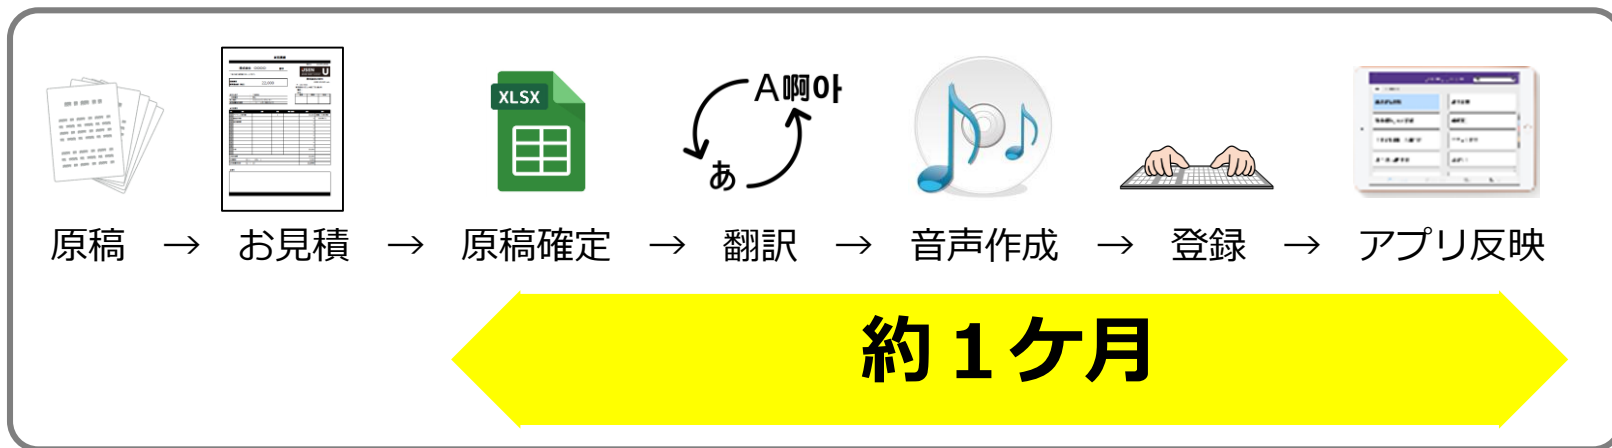 XLSX
A啊아
あ
原稿 → お見積 → 原稿確定 → 翻訳 → 音声作成 → 登録 → アプリ反映
約１ケ月